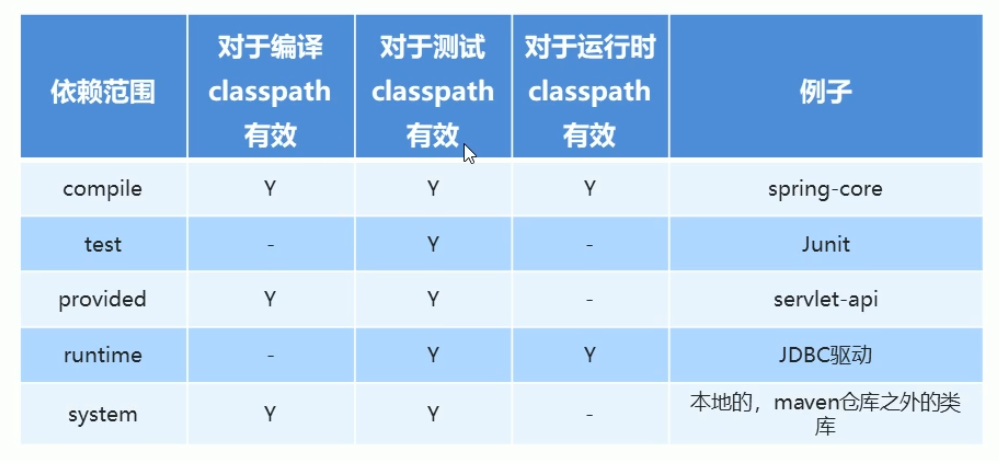 依赖范围 对于编译classpath有效 对于测试classpath有效 对于运行时classpath有效 例子
compile Y Y Y spring-core
test - Y - Junit
provided Y Y - servlet-api
runtime - Y Y JDBC驱动
system Y Y - 本地的，maven仓库之外的类库